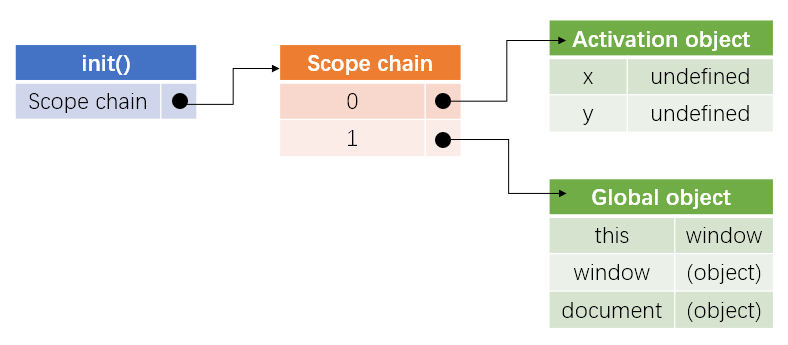 init()
Scope chain
Scope chain
0
1
Activation object
x undefined
y undefined
Global object
this window
window (object)
document (object)